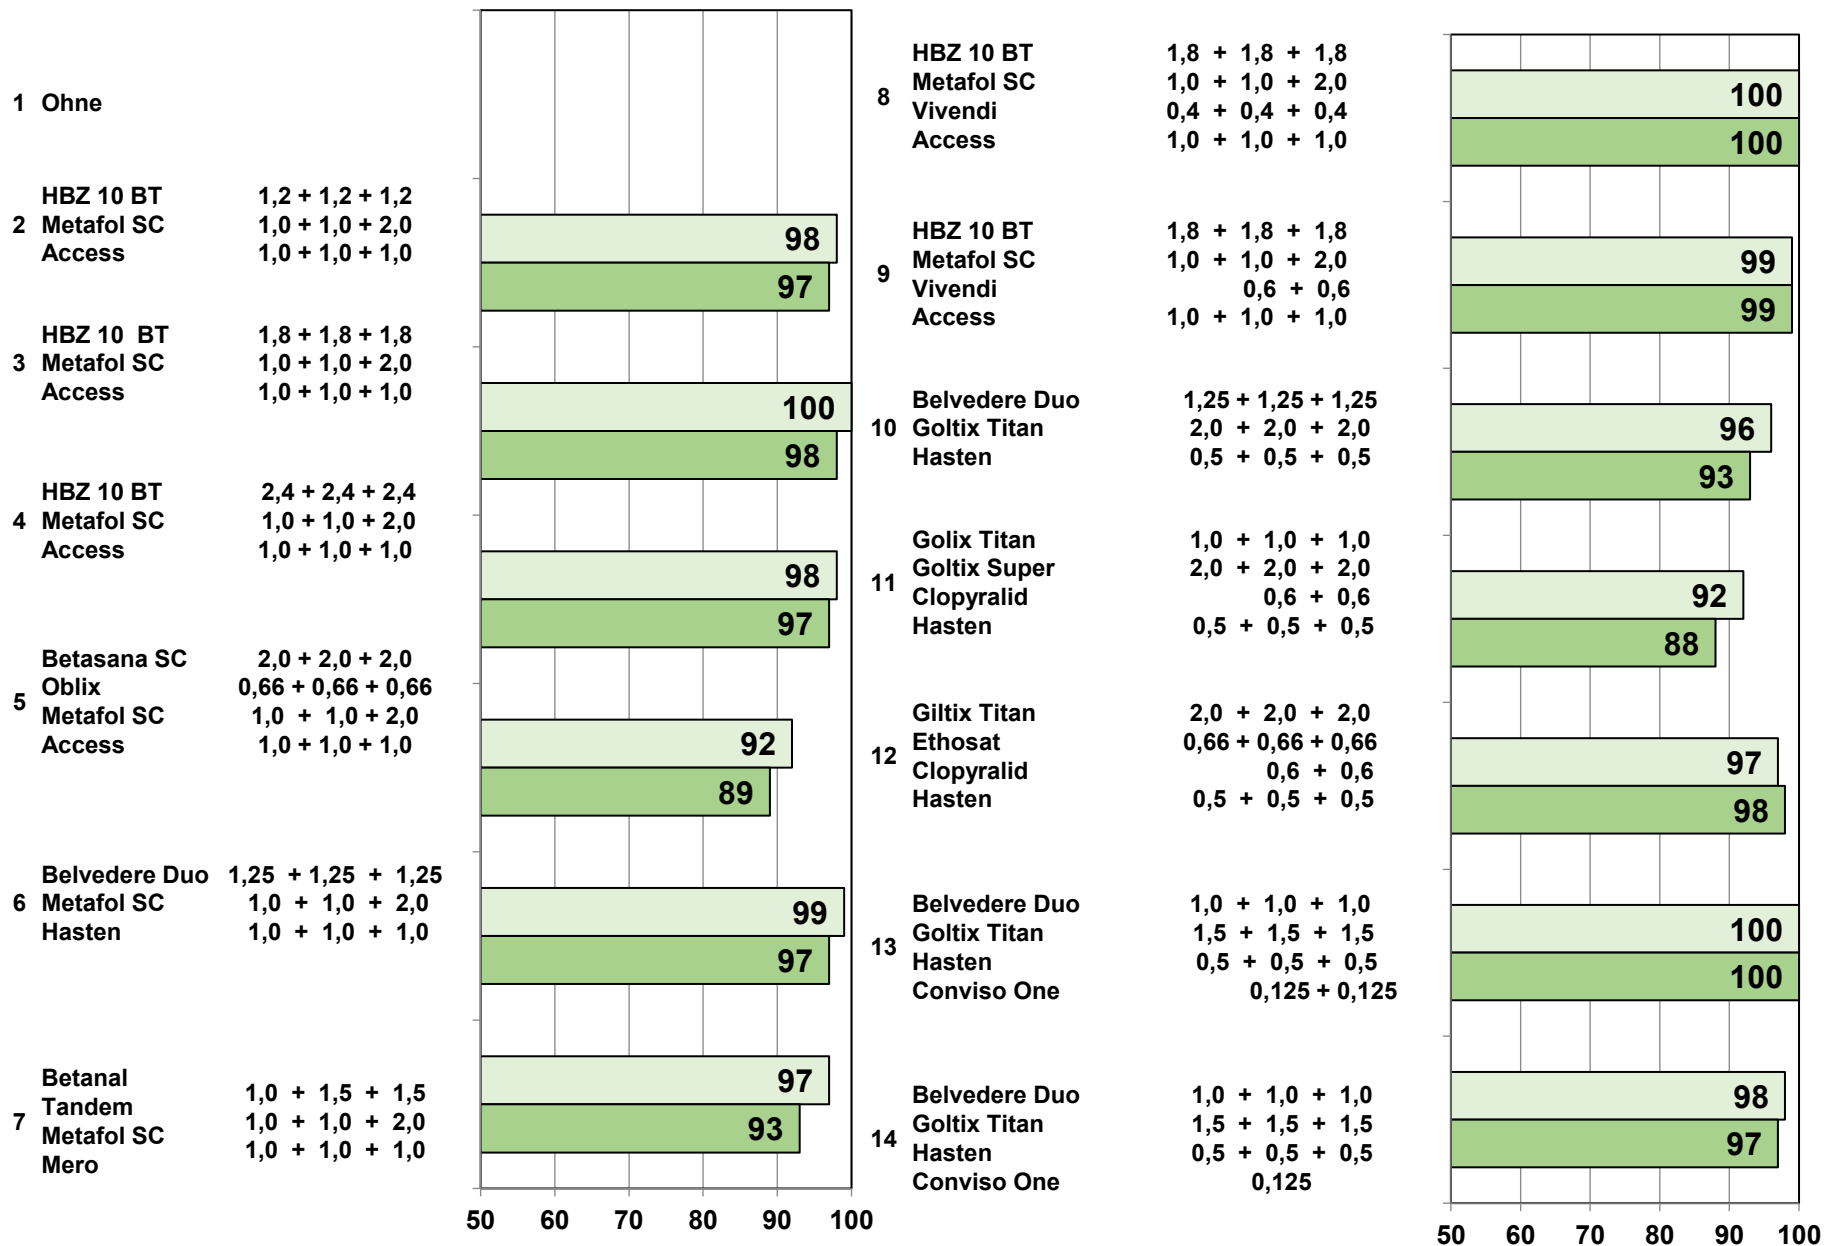 1 Ohne
HBZ 10 BT 1,2 + 1,2 + 1,2
2 Metafol SC 1,0 + 1,0 + 2,0
Access 1,0 + 1,0 + 1,0
98
97
HBZ 10 BT 1,8 + 1,8 + 1,8
3 Metafol SC 1,0 + 1,0 + 2,0
Access 1,0 + 1,0 + 1,0
100
98
HBZ 10 BT 2,4 + 2,4 + 2,4
4 Metafol SC 1,0 + 1,0 + 2,0
Access 1,0 + 1,0 + 1,0
98
97
Betasana SC 2,0 + 2,0 + 2,0
Oblix 0,66 + 0,66 + 0,66
5
Metafol SC 1,0 + 1,0 + 2,0
Access 1,0 + 1,0 + 1,0
92
89
Belvedere Duo 1,25 + 1,25 + 1,25
6 Metafol SC 1,0 + 1,0 + 2,0
Hasten 1,0 + 1,0 + 1,0
99
97
Betanal
Tandem 1,0 + 1,5 + 1,5
7 Metafol SC 1,0 + 1,0 + 2,0
Mero 1,0 + 1,0 + 1,0
97
93
50 60 70 80 90 100
HBZ 10 BT 1,8 + 1,8 + 1,8
Metafol SC 1,0 + 1,0 + 2,0
8
Vivendi 0,4 + 0,4 + 0,4
Access 1,0 + 1,0 + 1,0
100
100
HBZ 10 BT 1,8 + 1,8 + 1,8
Metafol SC 1,0 + 1,0 + 2,0
9
Vivendi 0,6 + 0,6
Access 1,0 + 1,0 + 1,0
99
99
Belvedere Duo 1,25 + 1,25 + 1,25
10 Goltix Titan 2,0 + 2,0 + 2,0
Hasten 0,5 + 0,5 + 0,5
96
93
Golix Titan 1,0 + 1,0 + 1,0
Goltix Super 2,0 + 2,0 + 2,0
11
Clopyralid 0,6 + 0,6
Hasten 0,5 + 0,5 + 0,5
92
88
Giltix Titan 2,0 + 2,0 + 2,0
Ethosat 0,66 + 0,66 + 0,66
12
Clopyralid 0,6 + 0,6
Hasten 0,5 + 0,5 + 0,5
97
98
Belvedere Duo 1,0 + 1,0 + 1,0
Goltix Titan 1,5 + 1,5 + 1,5
13
Hasten 0,5 + 0,5 + 0,5
Conviso One 0,125 + 0,125
100
100
Belvedere Duo 1,0 + 1,0 + 1,0
Goltix Titan 1,5 + 1,5 + 1,5
14
Hasten 0,5 + 0,5 + 0,5
Conviso One 0,125
98
97
50 60 70 80 90 100